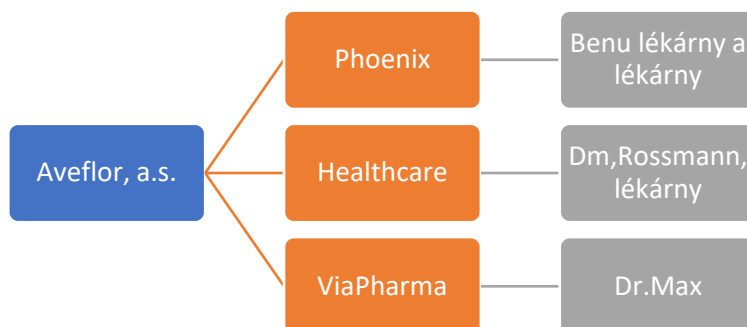 Phoenix
Benu lékárny a
lékárny
Aveflor, a.s.
Healthcare
Dm,Rossmann,
lékárny
ViaPharma
Dr.Max